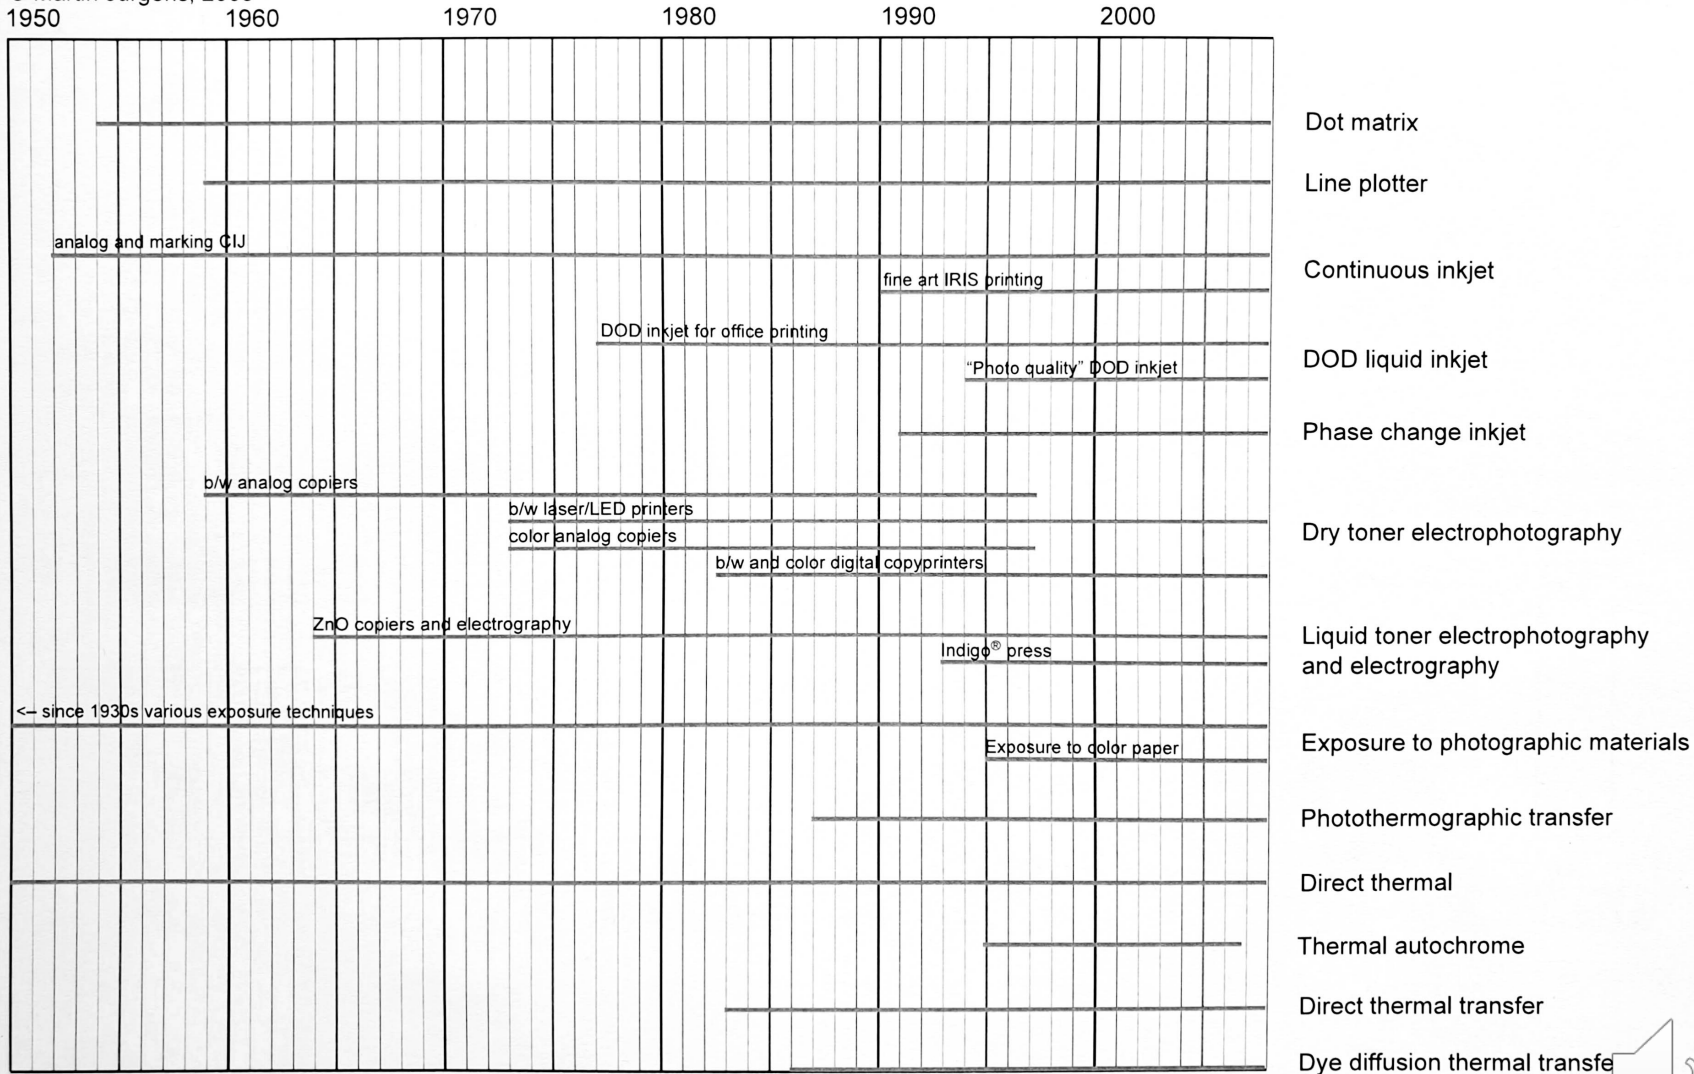 1950 1960 1970 1980 1990 2000
Dot matrix
Line plotter
analog and marking CIJ
Continuous inkjet
fine art IRIS printing
DOD inkjet for office printing
DOD liquid inkjet
“Photo quality” DOD inkjet
Phase change inkjet
b/w analog copiers
b/w laser/LED printers
Dry toner electrophotography
color analog copiers
b/w and color digital copyprinters
ZnO copiers and electrography
Liquid toner electrophotography
and electrography
Indigo® press
<– since 1930s various exposure techniques
Exposure to photographic materials
Exposure to color paper
Photothermographic transfer
Direct thermal
Thermal autochrome
Direct thermal transfer
Dye diffusion thermal transfe